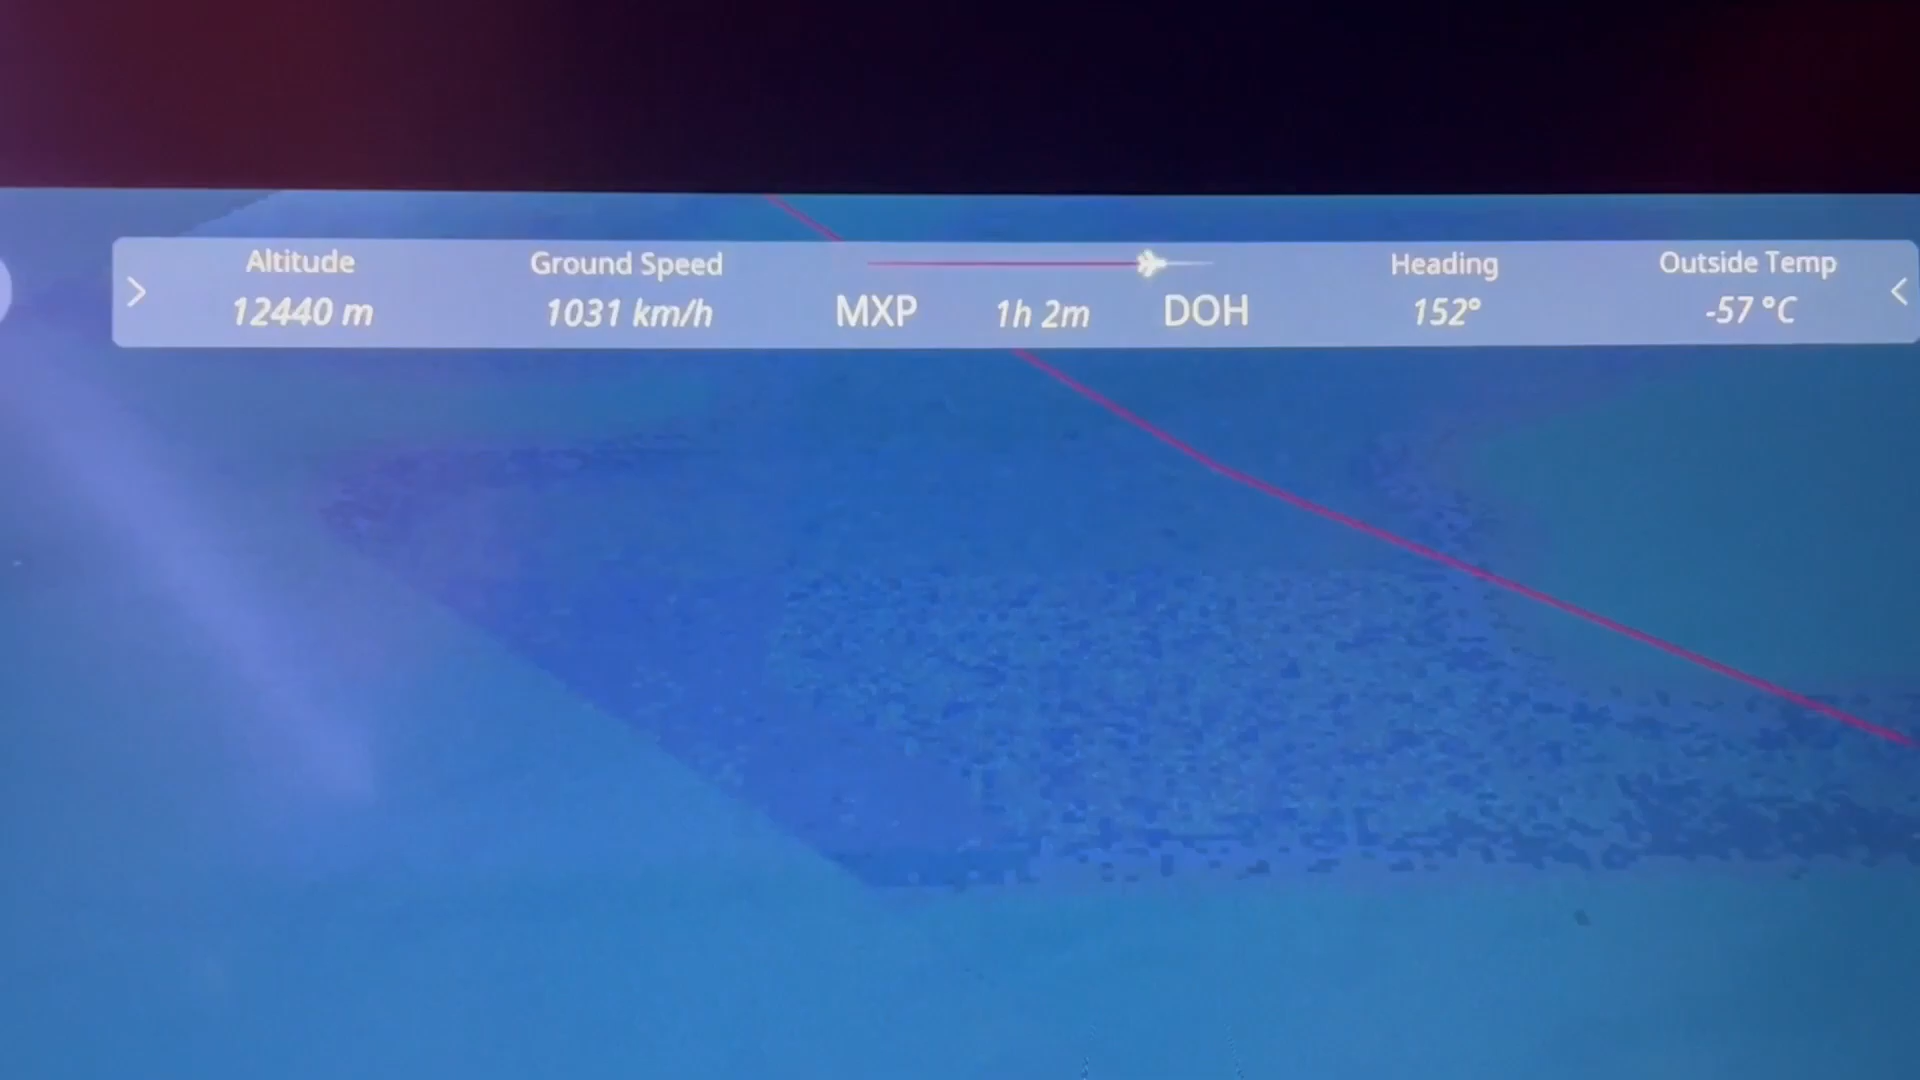 Altitude
12440 m
Ground Speed
1031 km/h
MXP 1h 2m DOH
Heading
152°
Outside Temp
-57 °C